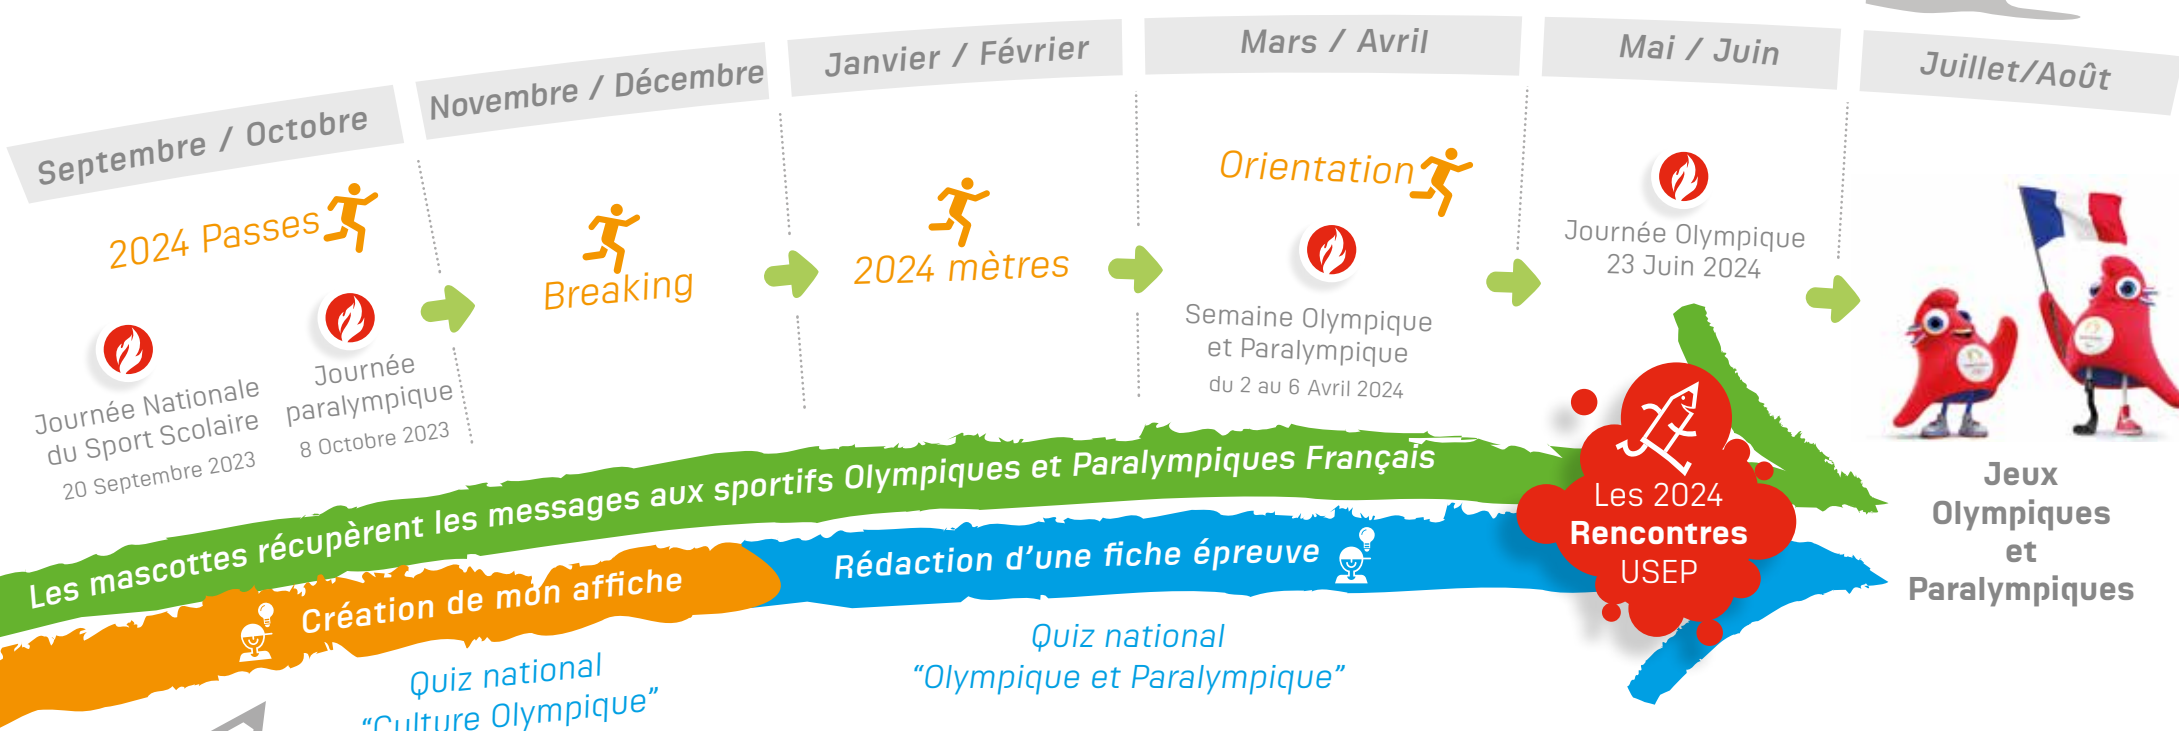 Septembre / Octobre
Novembre / Décembre
Janvier / Février
Mars / Avril
Mai / Juin
Juillet/Août
2024 Passes
Journée Nationale
du Sport Scolaire
20 Septembre 2023
Journée
paralympique
8 Octobre 2023
Breaking
2024 mètres
Orientation
Semaine Olympique
et Paralympique
du 2 au 6 Avril 2024
Journée Olympique
23 Juin 2024
Les mascottes récupèrent les messages aux sportifs Olympiques et Paralympiques Français
Création de mon affiche
Rédaction d'une fiche épreuve
Les 2024
Rencontres
USEP
Jeux
Olympiques
et
Paralympiques
Quiz national
“Culture Olympique”
Quiz national
“Olympique et Paralympique”